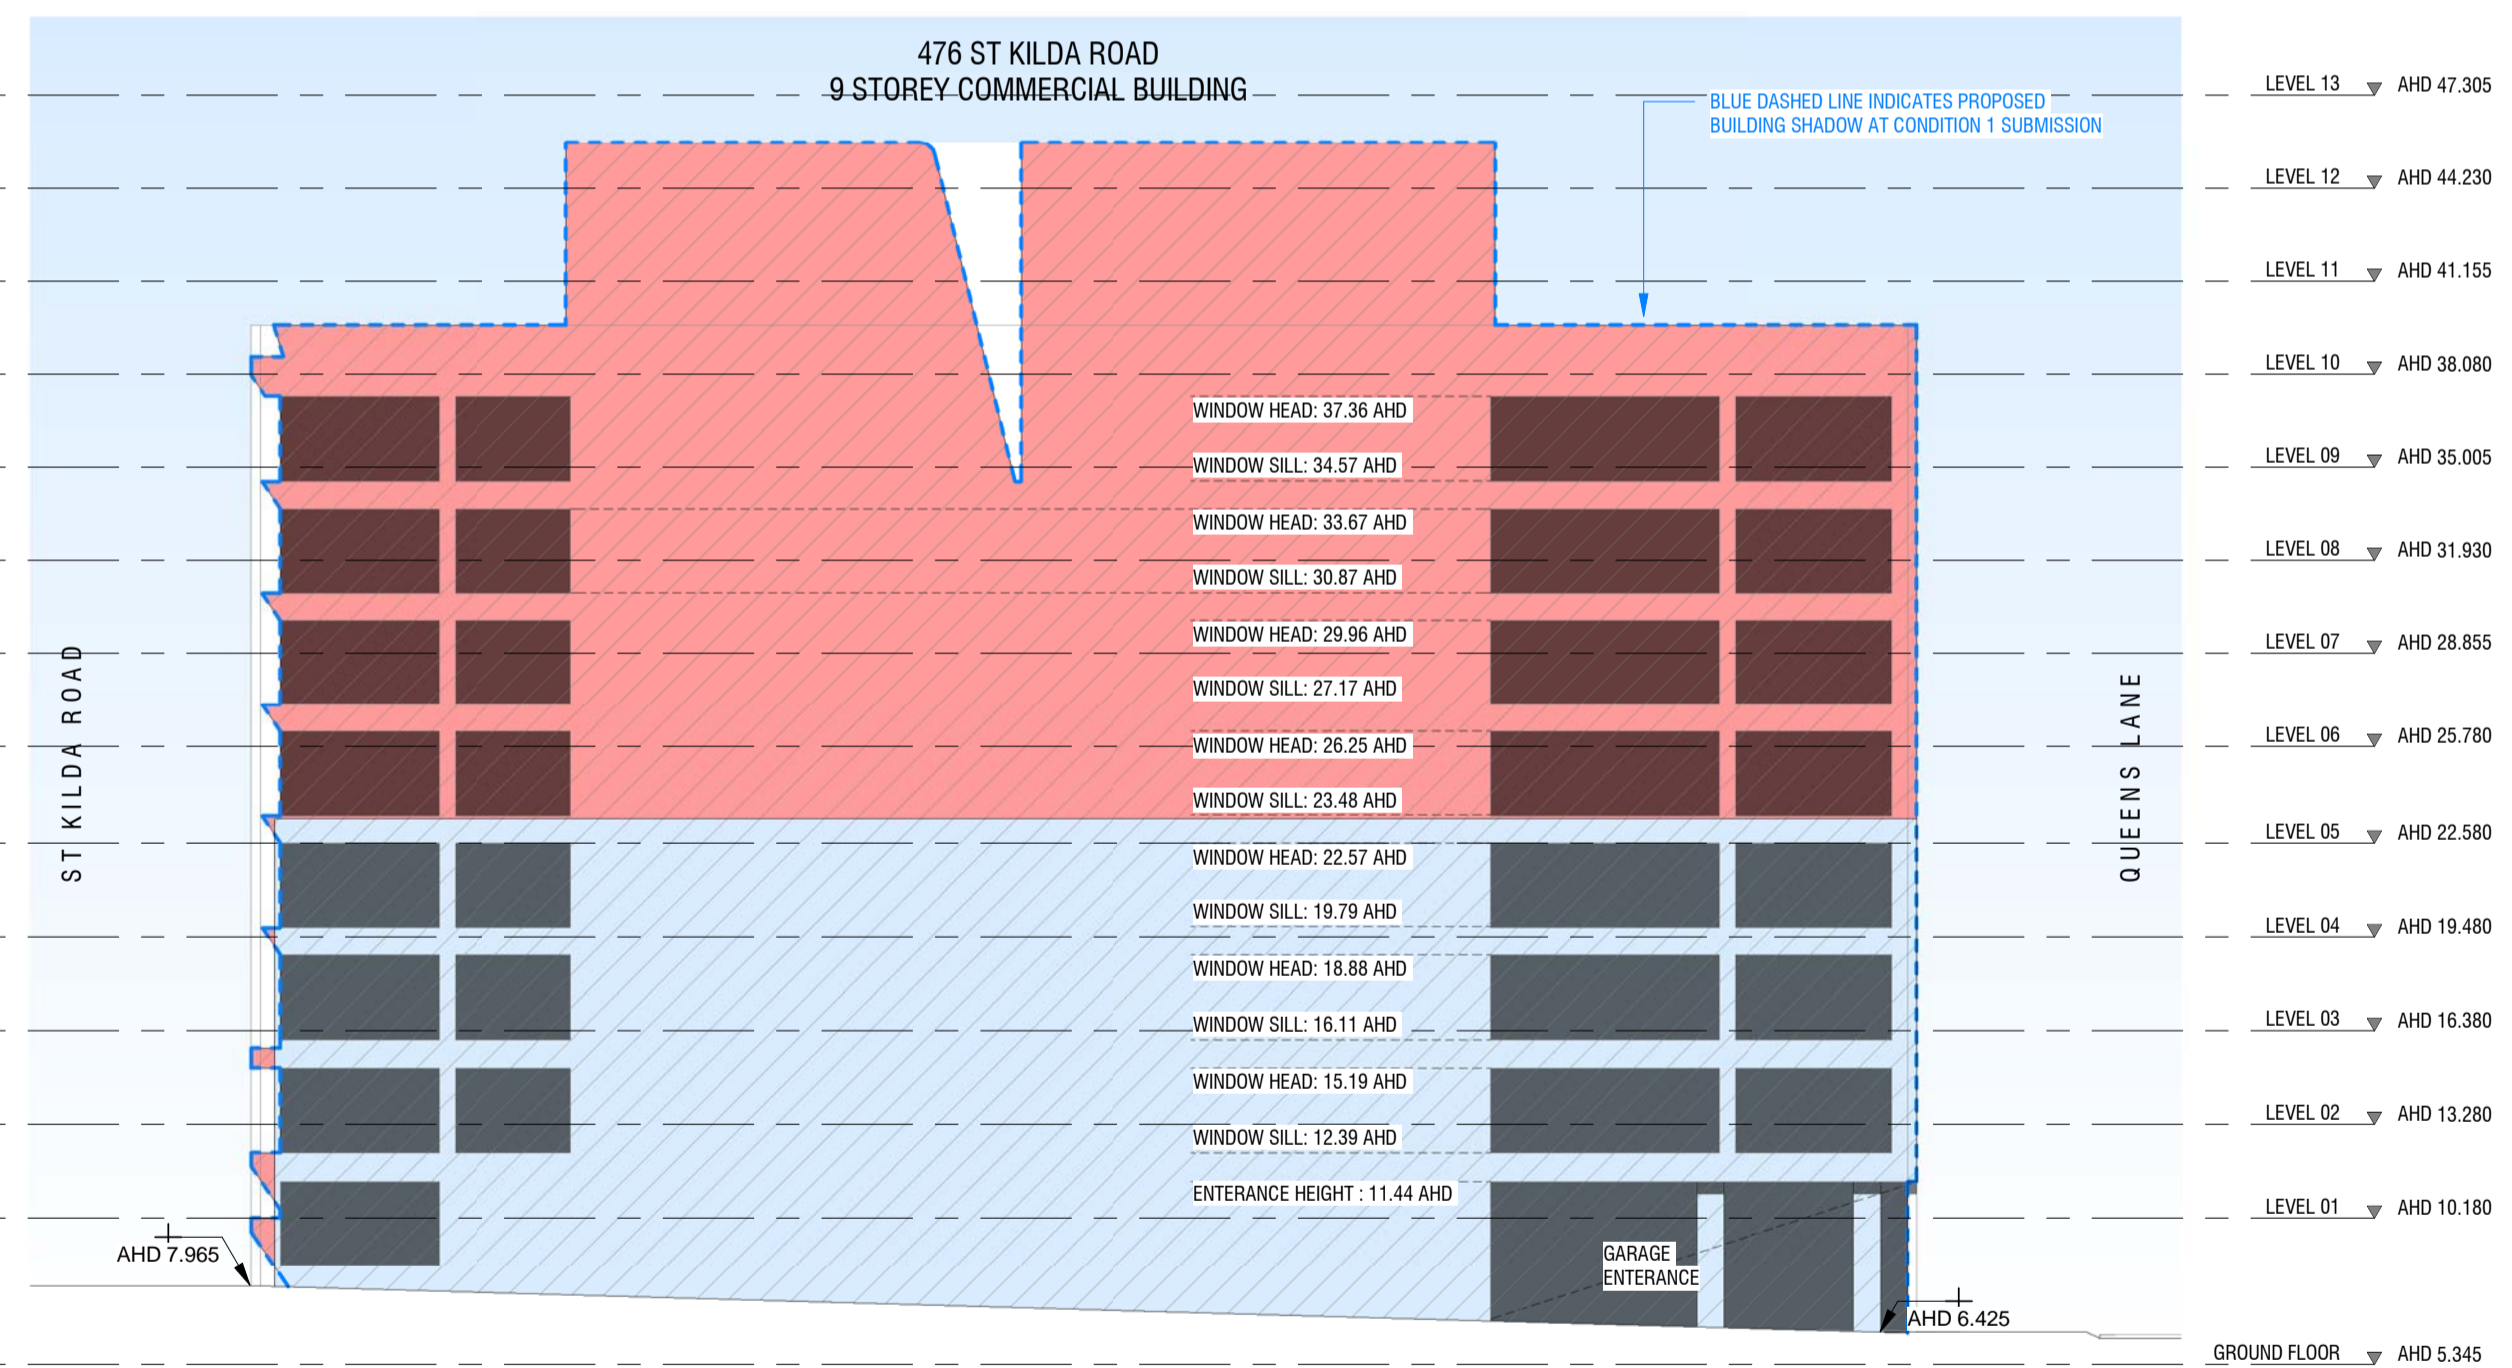 476 ST KILDA ROAD
9 STOREY COMMERCIAL BUILDING
BLUE DASHED LINE INDICATES PROPOSED
BUILDING SHADOW AT CONDITION 1 SUBMISSION
LEVEL 13 AHD 47.305
LEVEL 12 AHD 44.230
LEVEL 11 AHD 41.155
LEVEL 10 AHD 38.080
LEVEL 09 AHD 35.005
LEVEL 08 AHD 31.930
LEVEL 07 AHD 28.855
LEVEL 06 AHD 25.780
LEVEL 05 AHD 22.580
LEVEL 04 AHD 19.480
LEVEL 03 AHD 16.380
LEVEL 02 AHD 13.280
LEVEL 01 AHD 10.180
GROUND FLOOR AHD 5.345
WINDOW HEAD: 37.36 AHD
WINDOW SILL: 34.57 AHD
WINDOW HEAD: 33.67 AHD
WINDOW SILL: 30.87 AHD
WINDOW HEAD: 29.96 AHD
WINDOW SILL: 27.17 AHD
WINDOW HEAD: 26.25 AHD
WINDOW SILL: 23.48 AHD
WINDOW HEAD: 22.57 AHD
WINDOW SILL: 19.79 AHD
WINDOW HEAD: 18.88 AHD
WINDOW SILL: 16.11 AHD
WINDOW HEAD: 15.19 AHD
WINDOW SILL: 12.39 AHD
ENTERANCE HEIGHT : 11.44 AHD
GARAGE
ENTERANCE
ST KILDA ROAD
QUEENS LANE
AHD 7.965
AHD 6.425